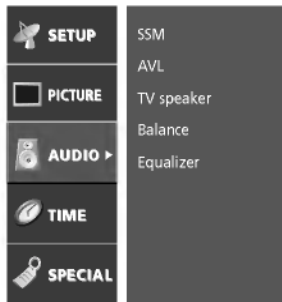 SETUP
PICTURE
AUDIO
TIME
SPECIAL
SSM
AVL
TV speaker
Balance
Equalizer